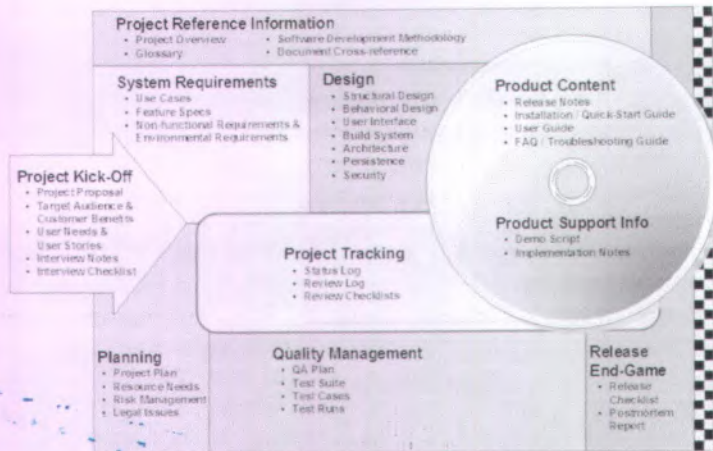 Project Reference Information
• Project Overview
• Glossary
• Software Development Methodology
• Document Cross-reference
System Requirements
• Use Cases
• Feature Specs
• Non-functional Requirements &
Environmental Requirements
Design
• Structural Design
• Behavioral Design
• User Interface
• Build System
• Architecture
• Persistence
• Security
Product Content
• Release Notes
• Installation / Quick-Start Guide
• User Guide
• FAQ / Troubleshooting Guide
Project Kick-Off
• Project Proposal
• Target Audience &
Customer Benefits
• User Needs &
User Stories
• Interview Notes
• Interview Checklist
Project Tracking
• Status Log
• Review Log
• Review Checklists
Product Support Info
• Demo Script
• Implementation Notes
Planning
• Project Plan
• Resource Needs
• Risk Management
• Legal Issues
Quality Management
• QA Plan
• Test Suite
• Test Cases
• Test Runs
Release
End-Game
• Release
Checklist
• Postmortem
Report